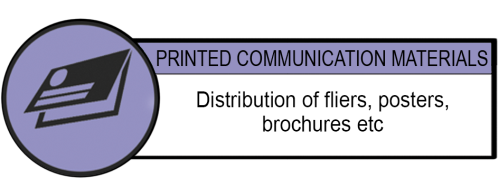 PRINTED COMMUNICATION MATERIALS
Distribution of fliers, posters,
brochures etc